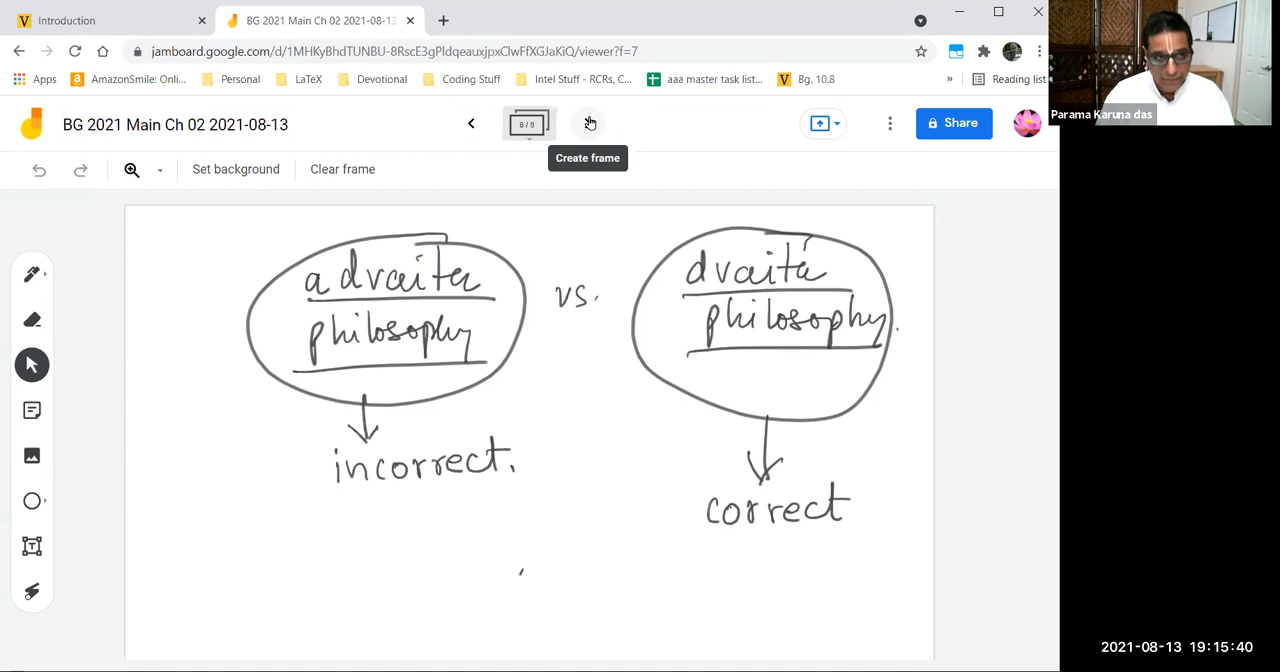 Introduction
BG 2021 Main Ch 02 2021-08-13
jamboard.google.com/d/1MHKyBhdTUNBU-8RscE3gPldqeauxjpxClwFfXGJaKiQ/viewer?f=7
Apps AmazonSmile: Onli... Personal LaTeX Devotional Coding Stuff Intel Stuff - RCRs, C... aaa master task list... Bg. 10.8 » Reading list
Parama Karuna das
BG 2021 Main Ch 02 2021-08-13
8 / 8
Share
Create frame
Set background Clear frame
advaita vs. dvaita
philosophy philosophy.
incorrect. correct
2021-08-13 19:15:40